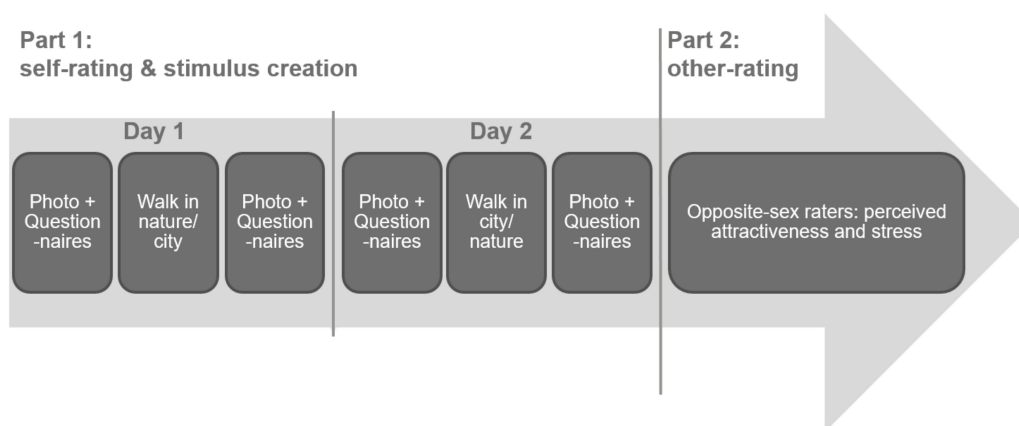 Part 1:
self-rating & stimulus creation
Part 2:
other-rating
Day 1
Day 2
Photo +
Question
-naires
Walk in
nature/
city
Photo +
Question
-naires
Photo +
Question
-naires
Walk in
city/
nature
Photo +
Question
-naires
Opposite-sex raters: perceived
attractiveness and stress